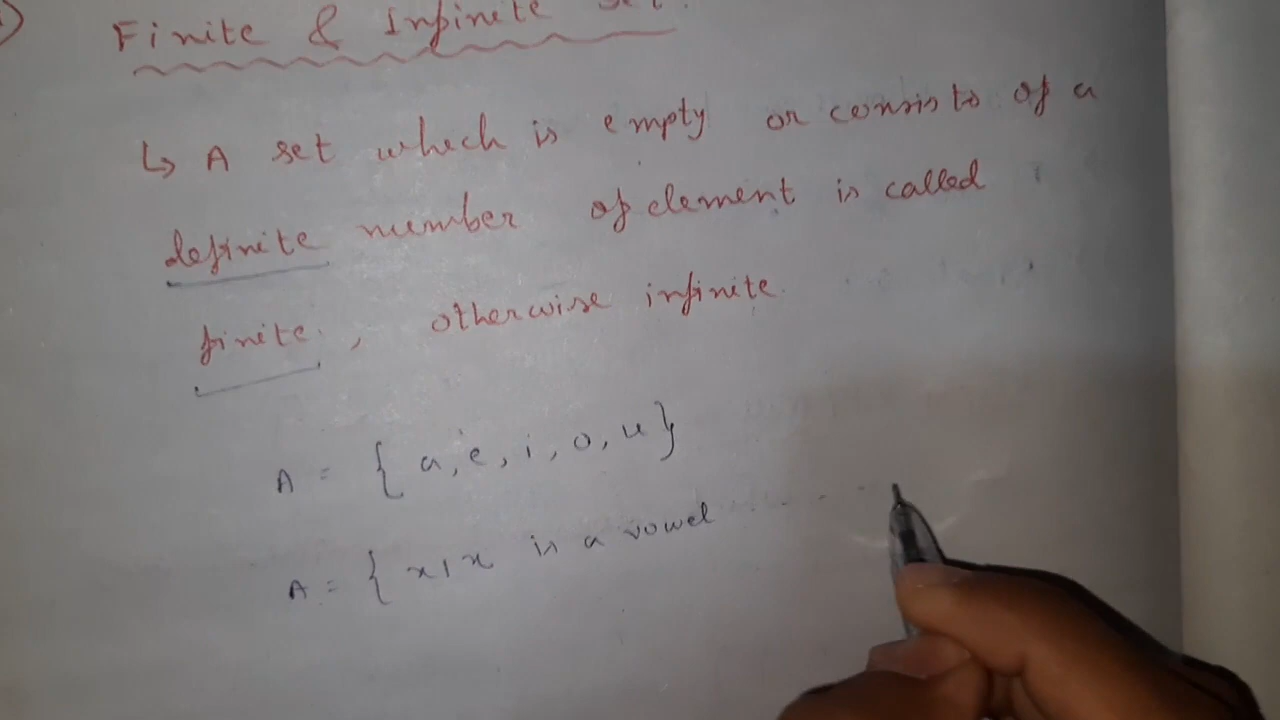 Finite & Infinite Set.
↳ A set which is empty or consists of a
definite number of element is called
finite, otherwise infinite.
A = { a, e, i, o, u }
A = { x | x is a vowel ......